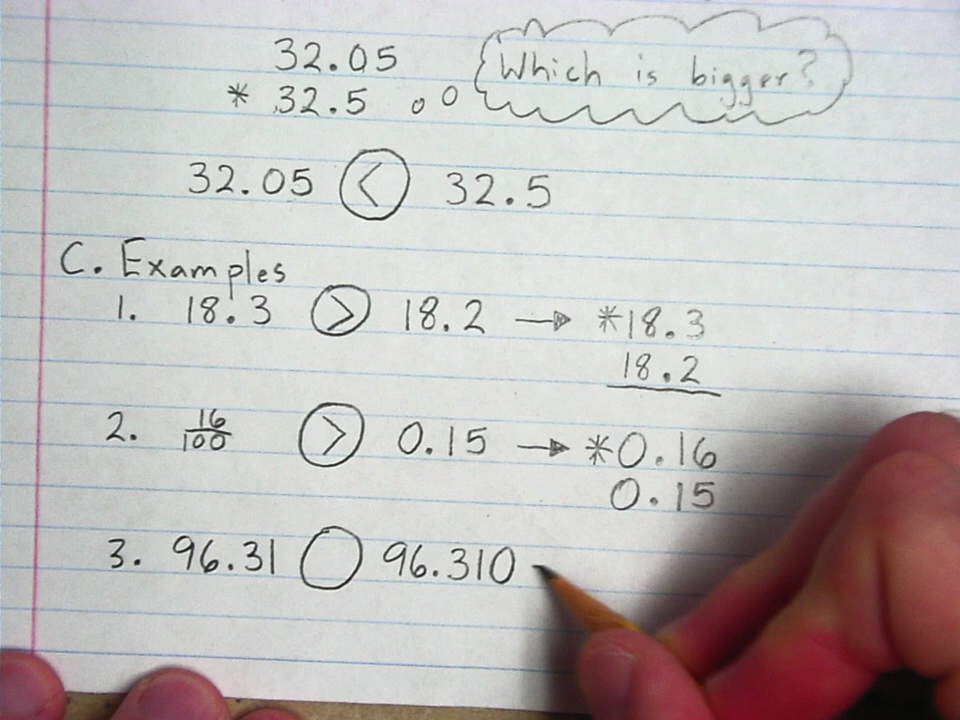 32.05
* 32.5 Which is bigger?
32.05 < 32.5
C. Examples
1. 18.3 > 18.2 → *18.3
18.2
2. 16/100 > 0.15 → *0.16
0.15
3. 96.31 ◯ 96.310